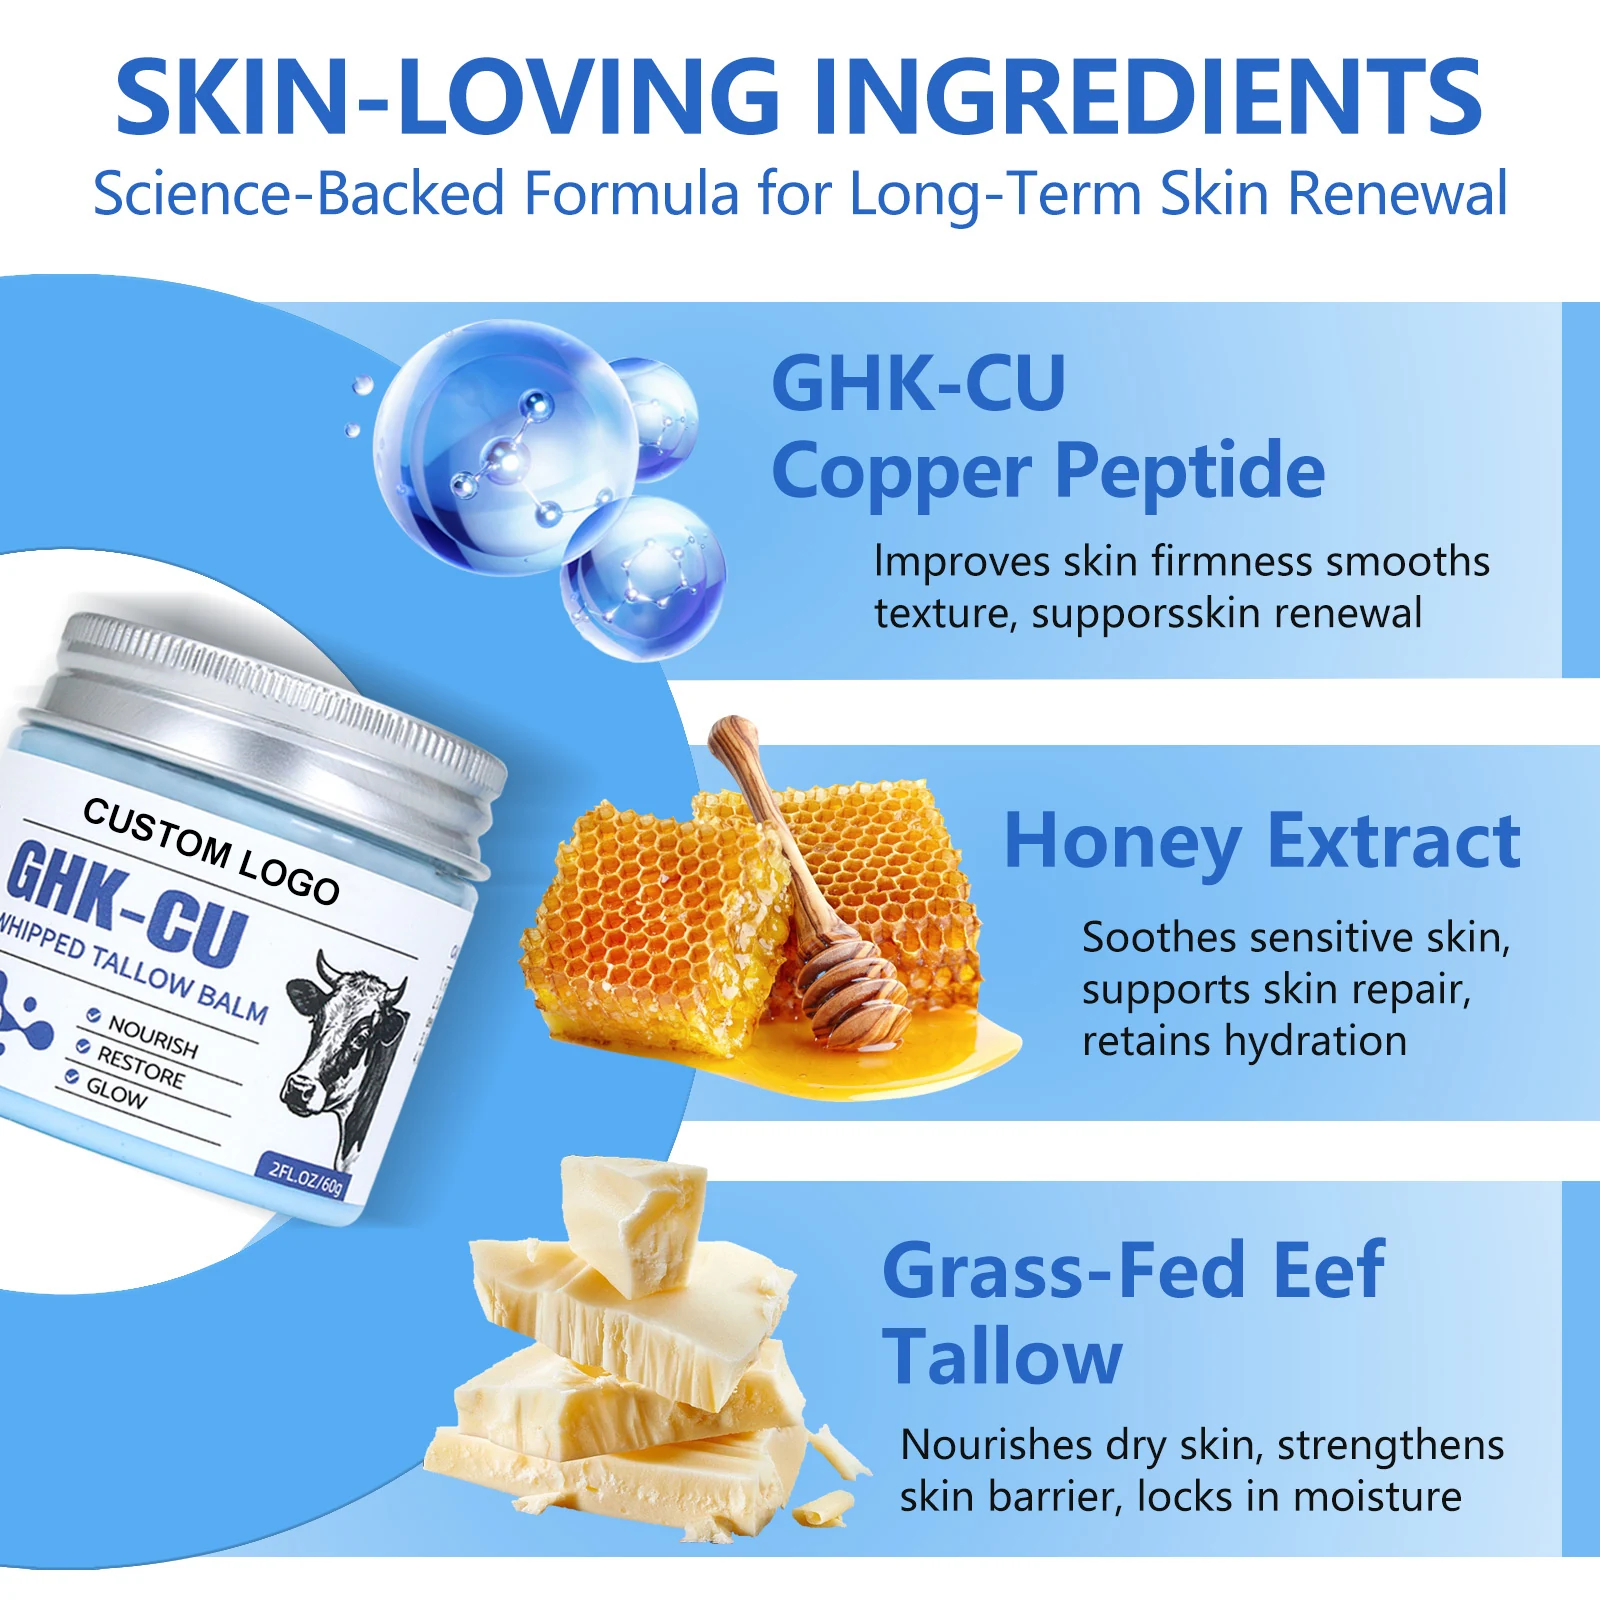 SKIN-LOVING INGREDIENTS
Science-Backed Formula for Long-Term Skin Renewal
GHK-CU
Copper Peptide
Improves skin firmness smooths
texture, supporsskin renewal
CUSTOM LOGO
GHK-CU
WHIPPED TALLOW BALM
NOURISH
RESTORE
GLOW
2FL.OZ/60g
Honey Extract
Soothes sensitive skin,
supports skin repair,
retains hydration
Grass-Fed Eef
Tallow
Nourishes dry skin, strengthens
skin barrier, locks in moisture